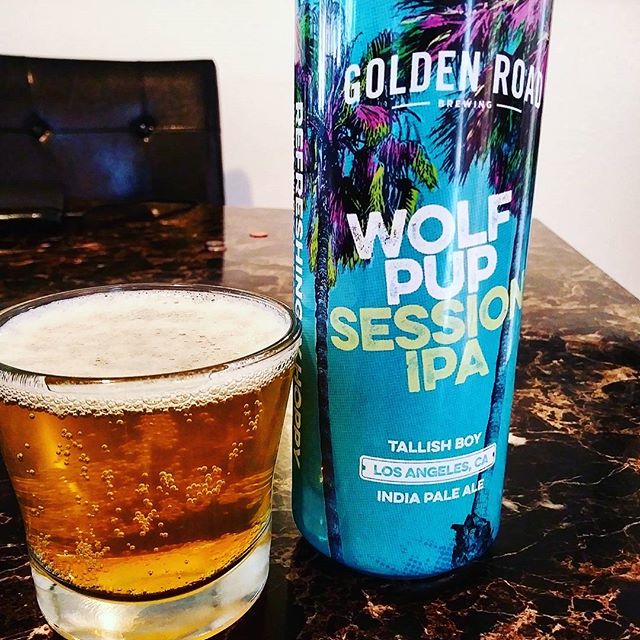 GOLDEN ROAD
BREWING
WOLF
PUP
SESSION
IPA
TALLISH BOY
LOS ANGELES, CA
INDIA PALE ALE
REFRESHING
HOPPY